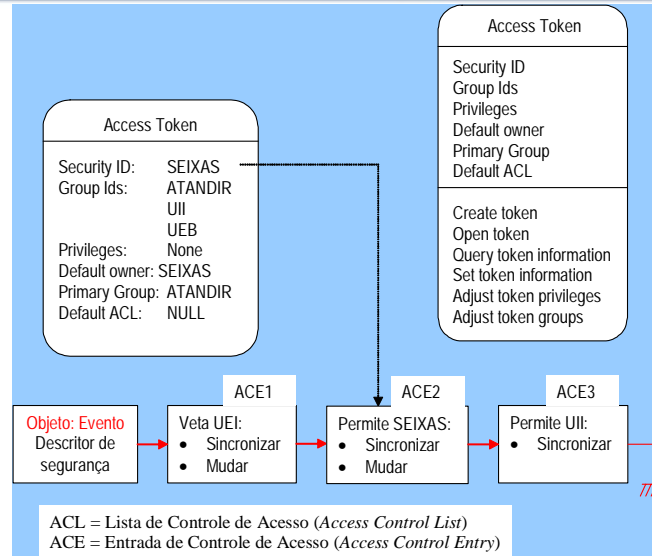 Access Token
Security ID: SEIXAS
Group Ids: ATANDIR
UII
UEB
Privileges: None
Default owner: SEIXAS
Primary Group: ATANDIR
Default ACL: NULL
Access Token
Security ID
Group Ids
Privileges
Default owner
Primary Group
Default ACL
Create token
Open token
Query token information
Set token information
Adjust token privileges
Adjust token groups
Objeto: Evento
Descritor de
segurança
ACE1
Veta UEI:
• Sincronizar
• Mudar
ACE2
Permite SEIXAS:
• Sincronizar
• Mudar
ACE3
Permite UII:
• Sincronizar
ACL = Lista de Controle de Acesso (Access Control List)
ACE = Entrada de Controle de Acesso (Access Control Entry)